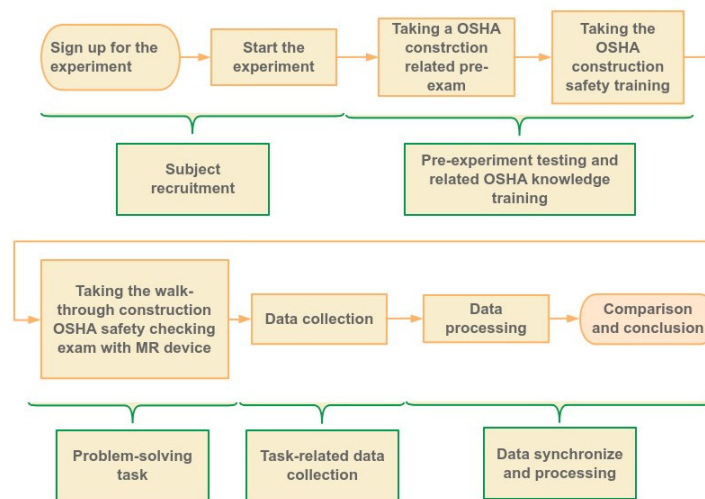 Sign up for the
experiment
Start the
experiment
Taking a OSHA
constrction
related pre-
exam
Taking the
OSHA
construction
safety training
Subject
recruitment
Pre-experiment testing and
related OSHA knowledge
training
Taking the walk-
through construction
OSHA safety checking
exam with MR device
Data collection
Data
processing
Comparison
and conclusion
Problem-solving
task
Task-related data
collection
Data synchronize
and processing